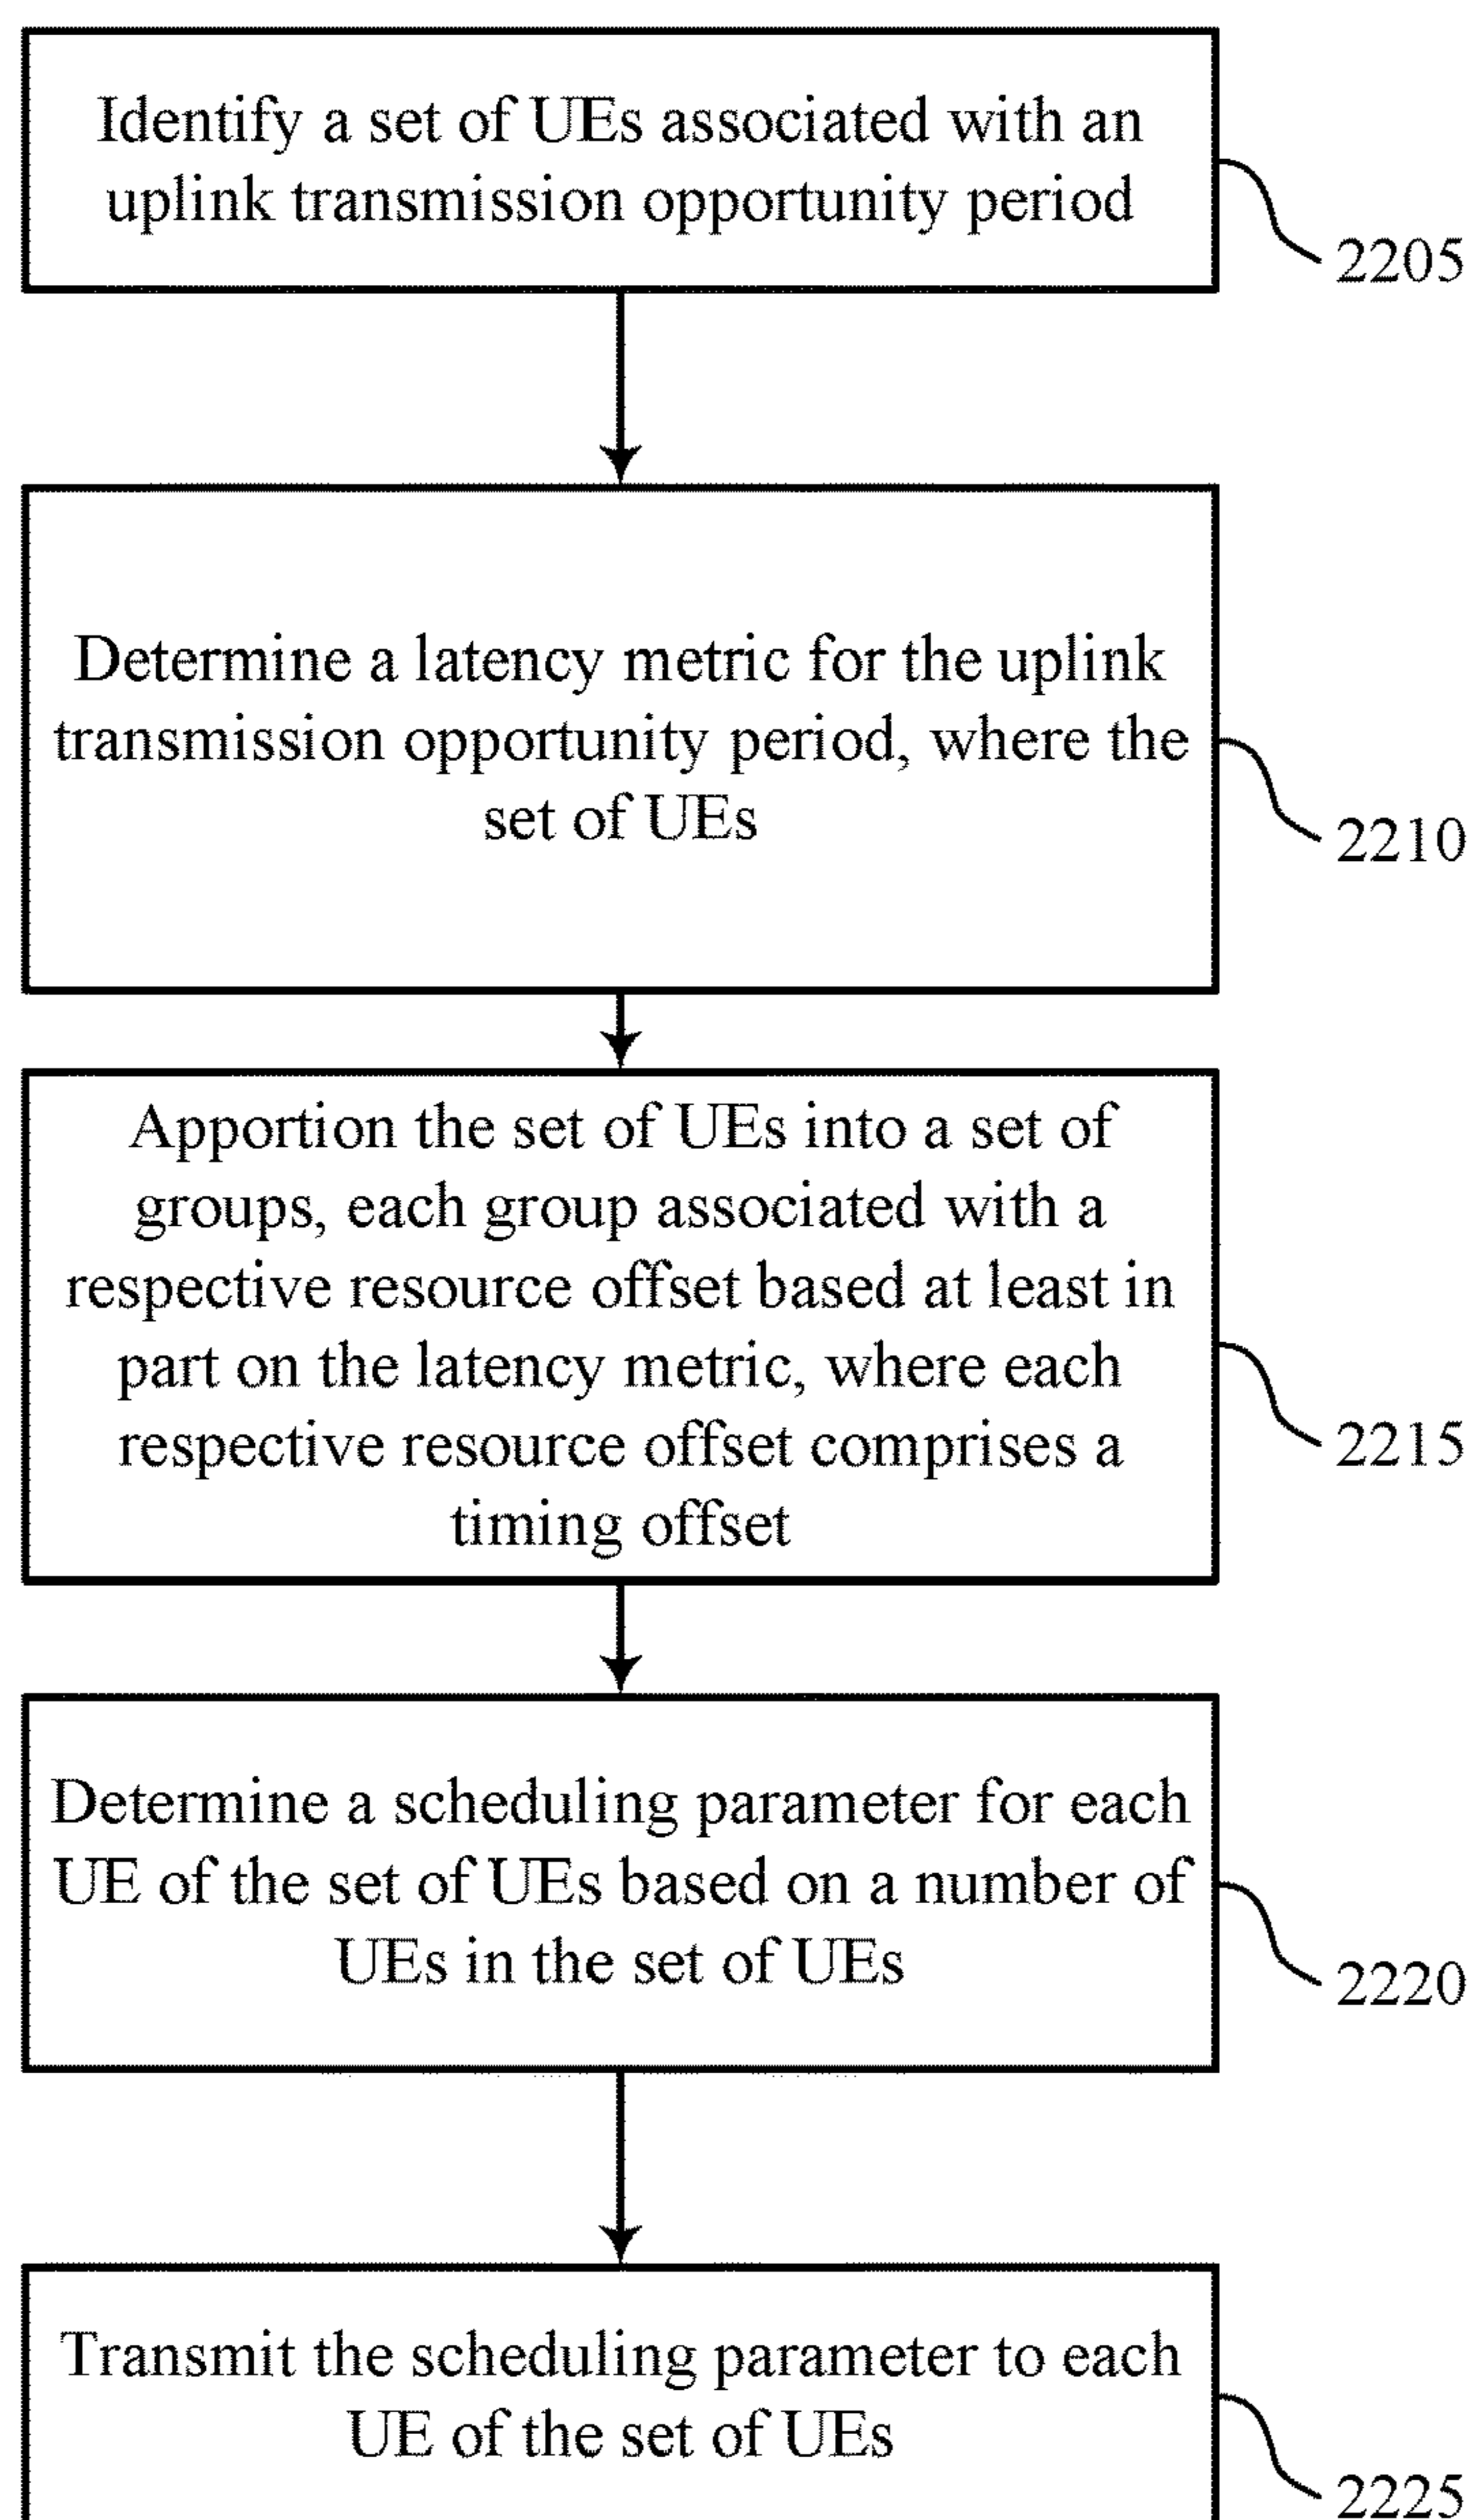 Identify a set of UEs associated with an
uplink transmission opportunity period
2205
Determine a latency metric for the uplink
transmission opportunity period, where the
set of UEs
2210
Apportion the set of UEs into a set of
groups, each group associated with a
respective resource offset based at least in
part on the latency metric, where each
respective resource offset comprises a
timing offset
2215
Determine a scheduling parameter for each
UE of the set of UEs based on a number of
UEs in the set of UEs
2220
Transmit the scheduling parameter to each
UE of the set of UEs
2225